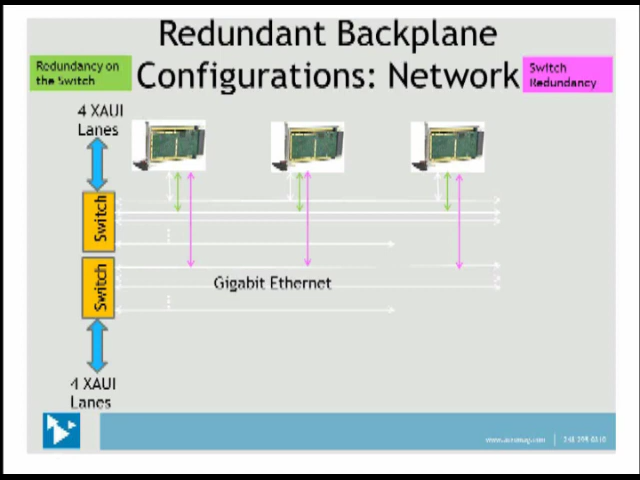 Redundant Backplane
Configurations: Network
Redundancy on
the Switch
Switch
Redundancy
4 XAUI
Lanes
Switch
Switch
Gigabit Ethernet
4 XAUI
Lanes